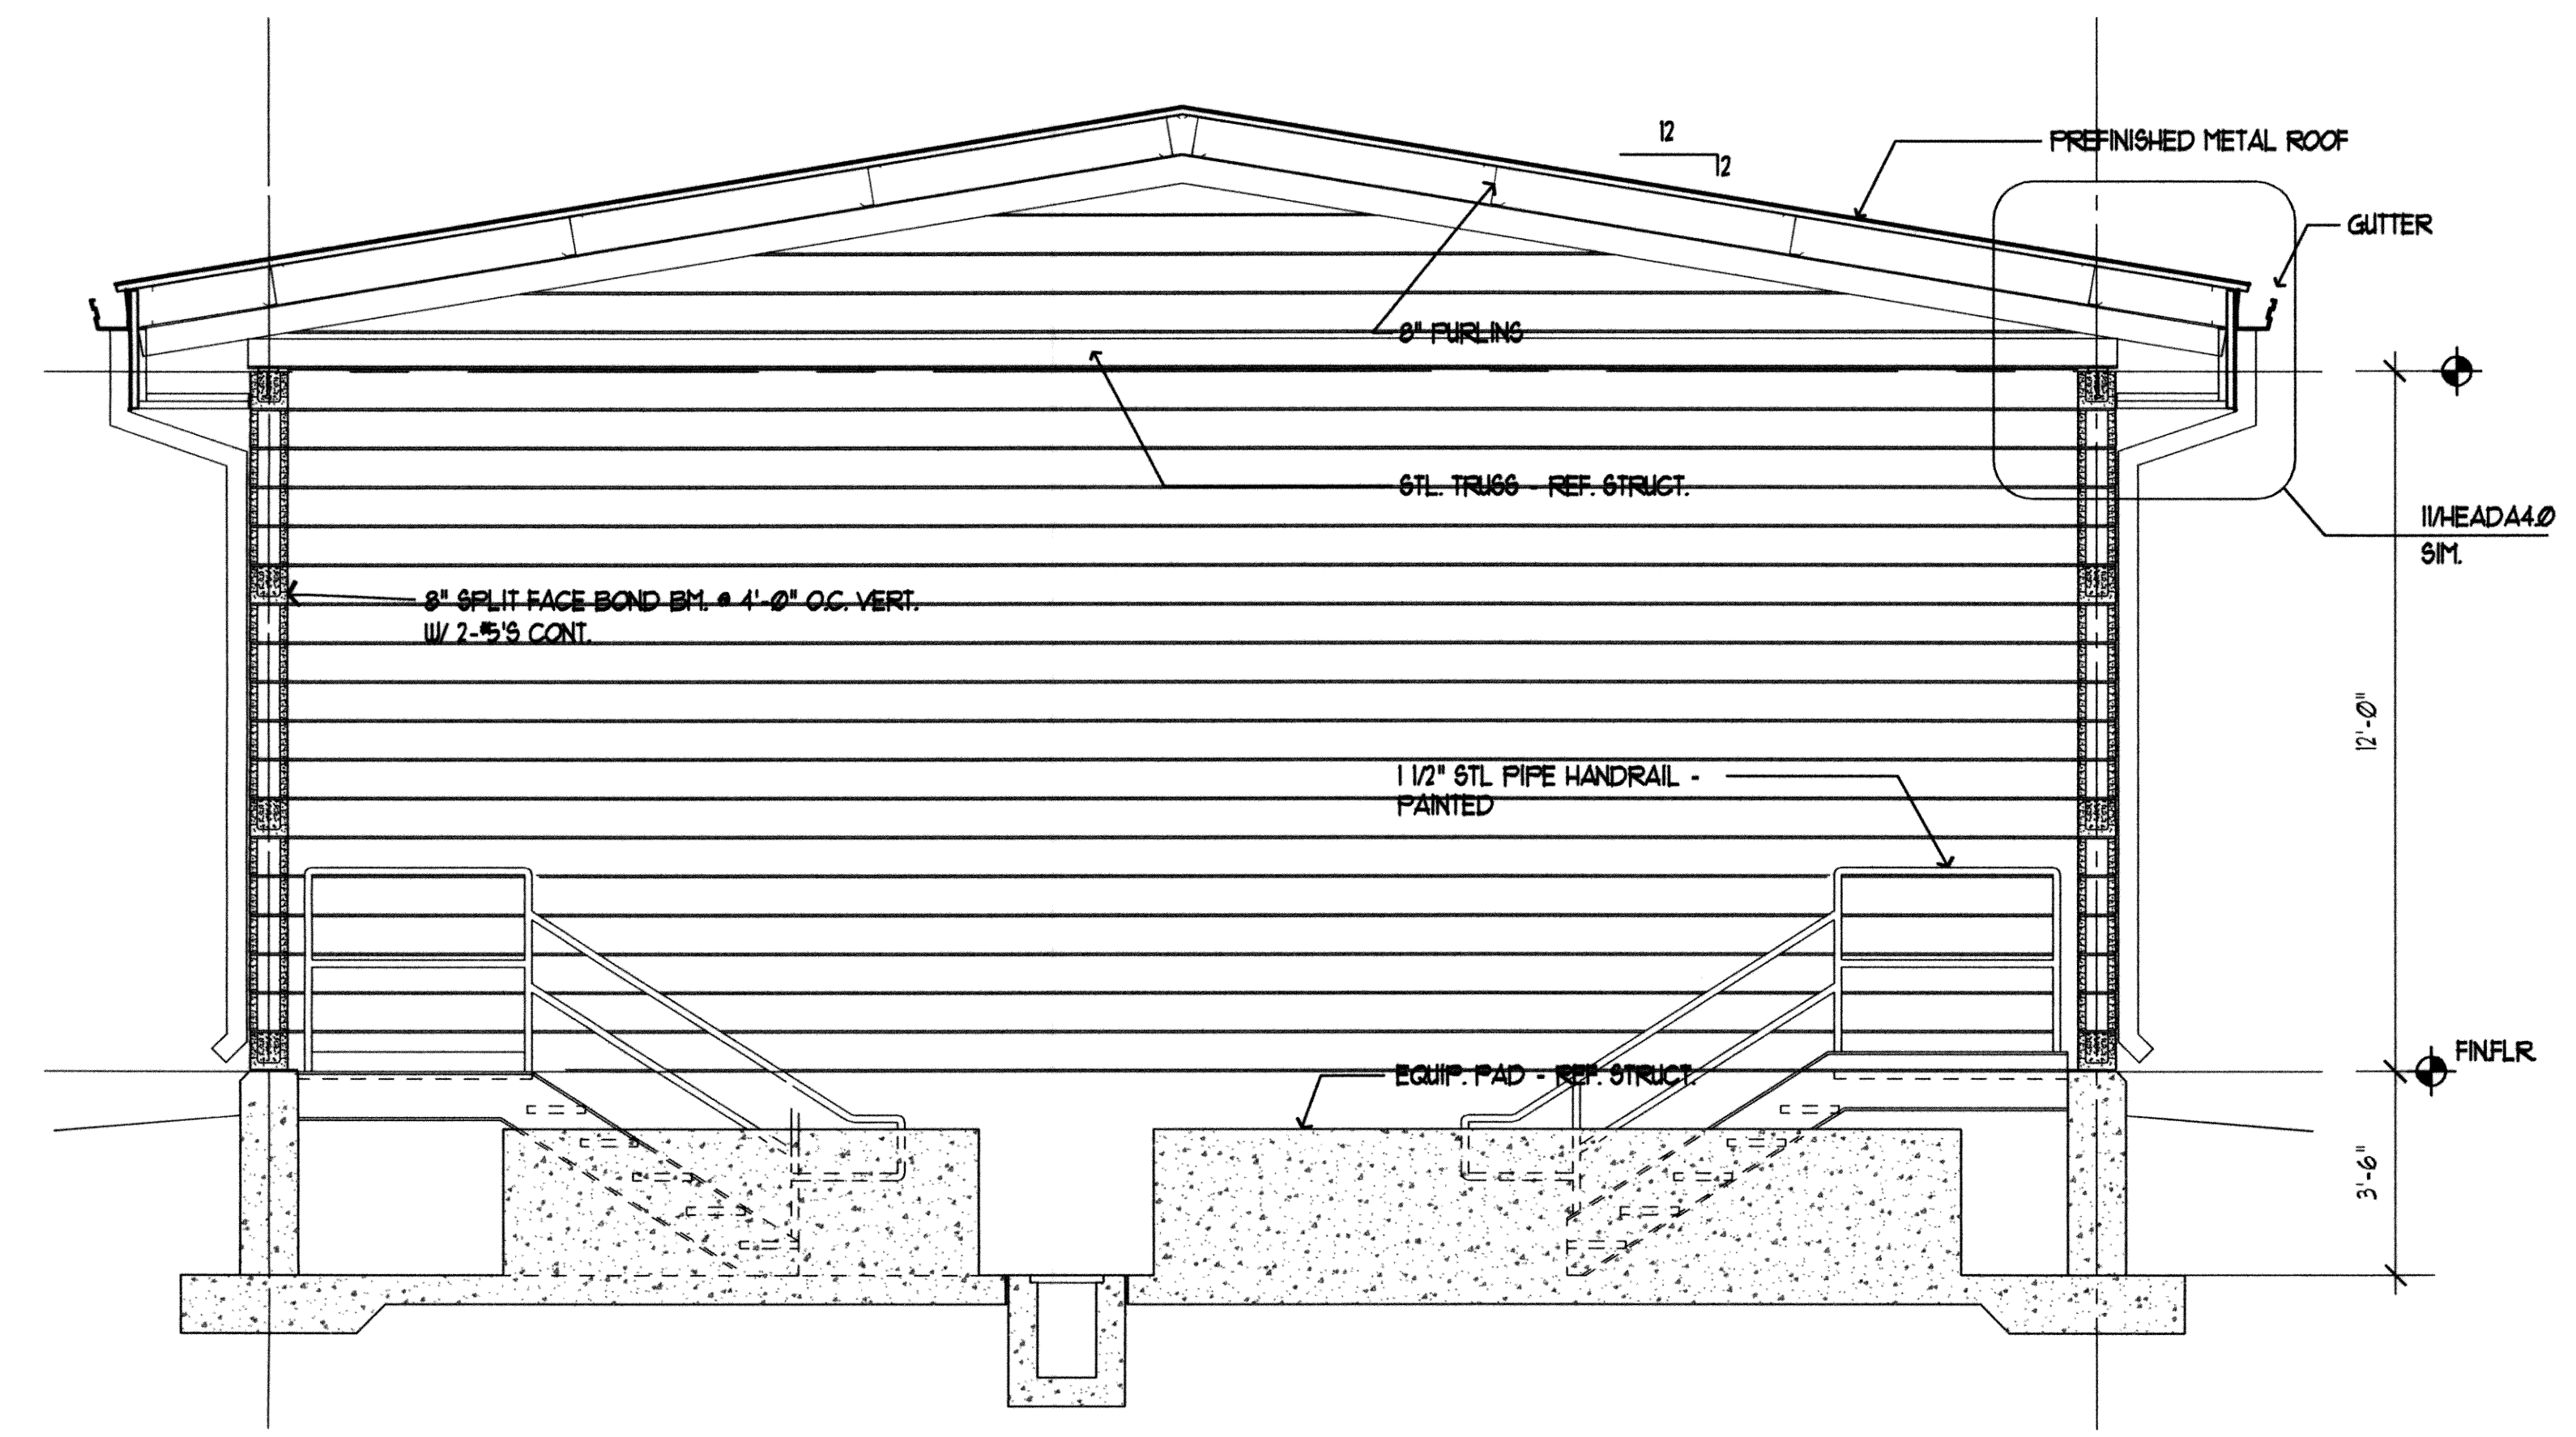 12
12
PREFINISHED METAL ROOF
GUTTER
8" PURLINS
STL. TRUSS - REF. STRUCT.
11/HEADA4.0
SIM.
8" SPLIT FACE BOND BM. @ 4'-0" O.C. VERT.
W/ 2-#5'S CONT.
12'-0"
1 1/2" STL PIPE HANDRAIL -
PAINTED
FIN.FLR.
EQUIP. PAD - REF. STRUCT.
3'-6"